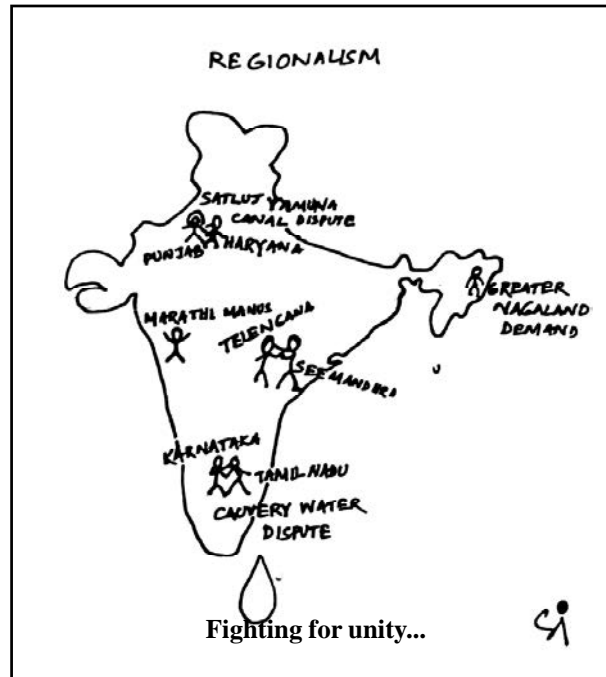 REGIONALISM
SATLUJ YAMUNA
CANAL DISPUTE
PUNJAB
HARYANA
GREATER
NAGALAND
DEMAND
MARATHI MANUS
TELENGANA
SEEMANDHRA
KARNATAKA
TAMIL NADU
CAUVERY WATER
DISPUTE
Fighting for unity...